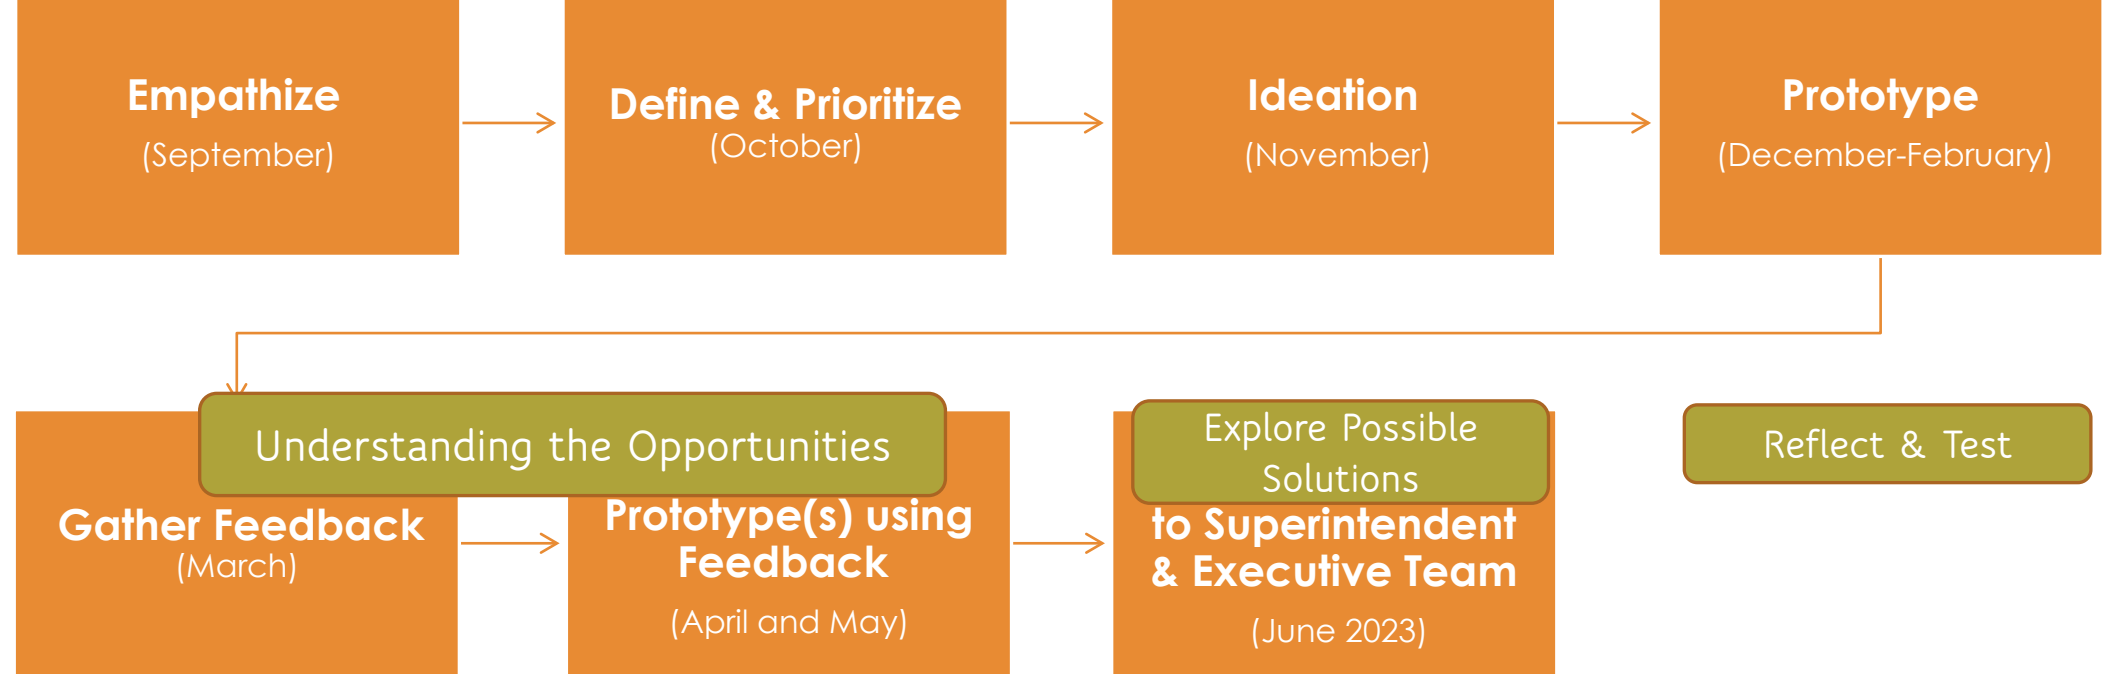 Empathize
(September)
Define & Prioritize
(October)
Ideation
(November)
Prototype
(December-February)
Understanding the Opportunities
Explore Possible
Solutions
Reflect & Test
Gather Feedback
(March)
Prototype(s) using
Feedback
(April and May)
to Superintendent
& Executive Team
(June 2023)